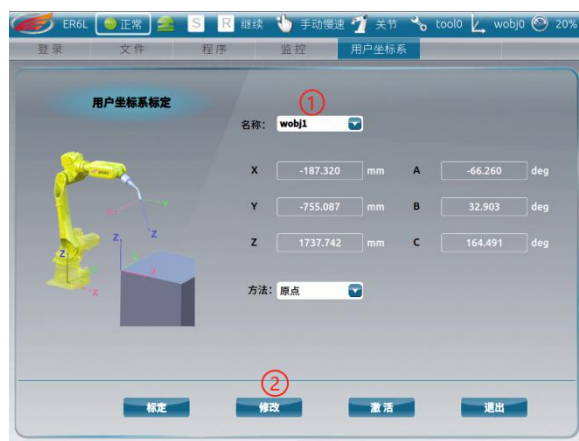 ER6L 正常 S R 继续 手动慢速 关节 tool0 wobj0 20%
登录 文件 程序 监控 用户坐标系
用户坐标系标定
①
名称: wobj1
X -187.320 mm A -66.260 deg
Y -755.087 mm B 32.903 deg
Z 1737.742 mm C 164.491 deg
Z
X
Y
Z
Z
X
方法: 原点
②
标定 修改 激活 退出